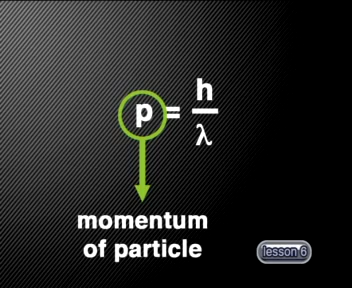 p = h/λ
momentum
of particle
lesson 6